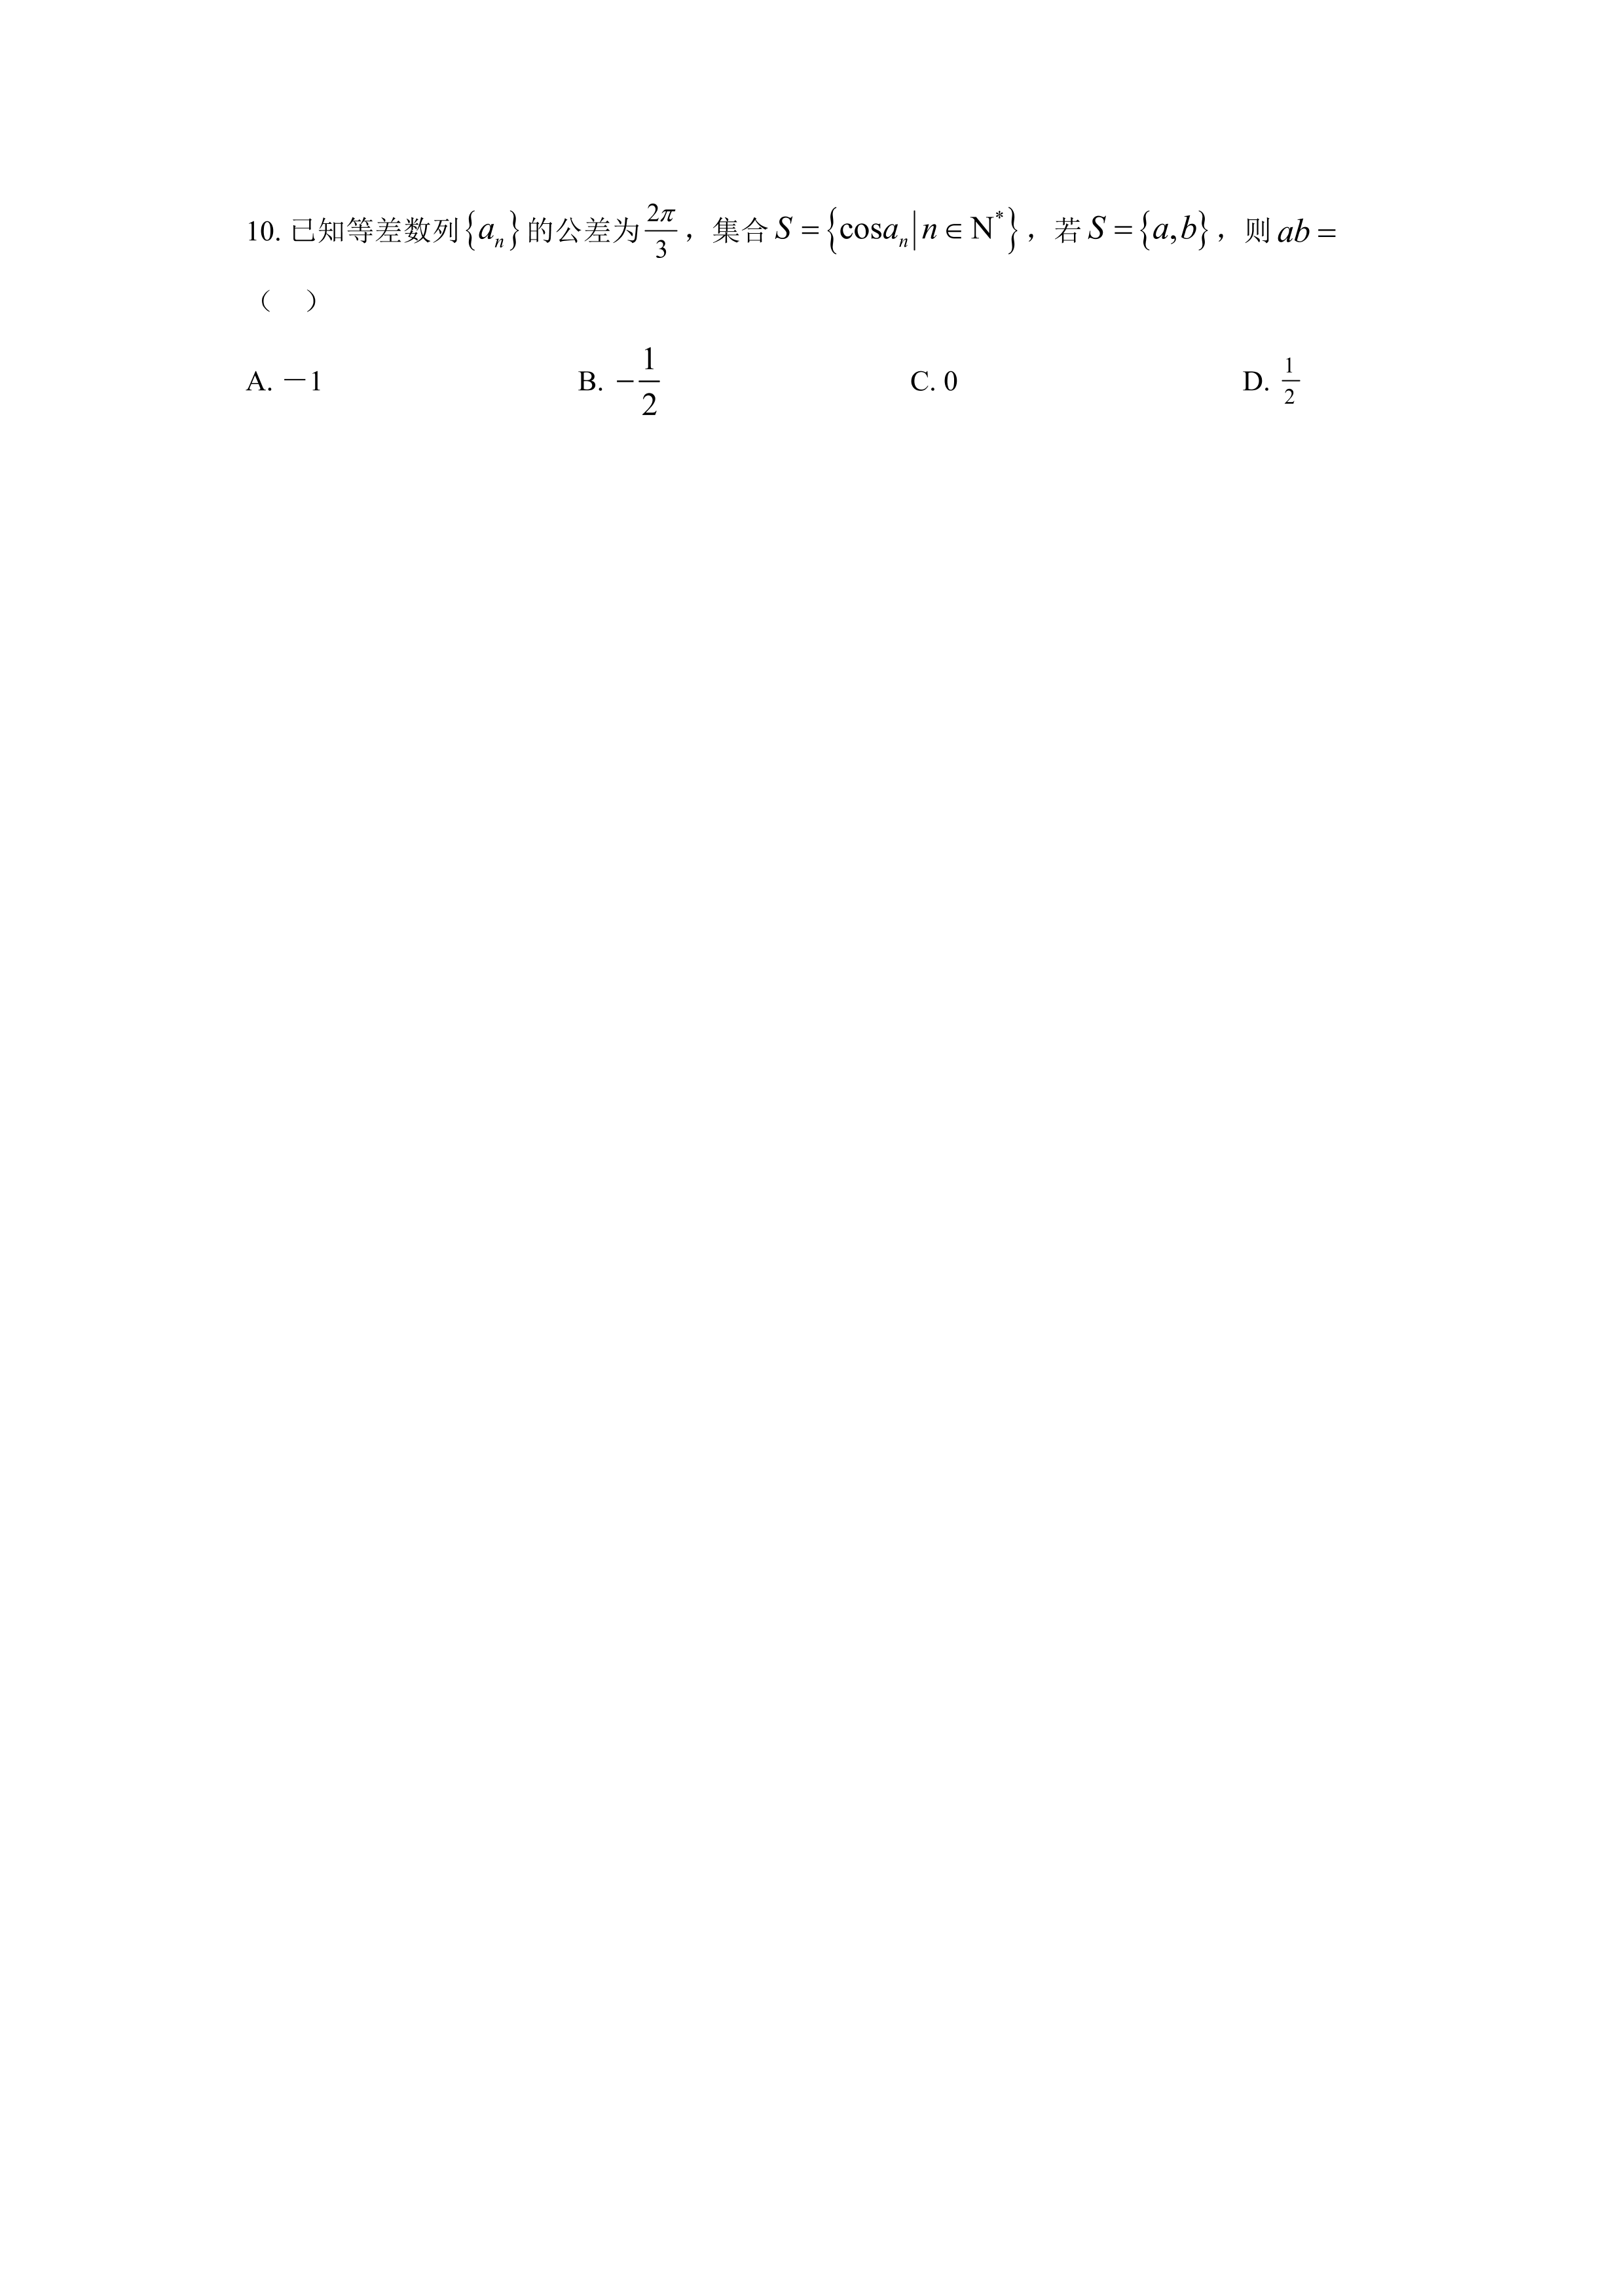 10. 已知等差数列{aₙ}的公差为2π/3，集合S={cosaₙ|n∈N*}，若S={a,b}，则ab=
（ ）
A. －1 B. −1/2 C. 0 D. 1/2